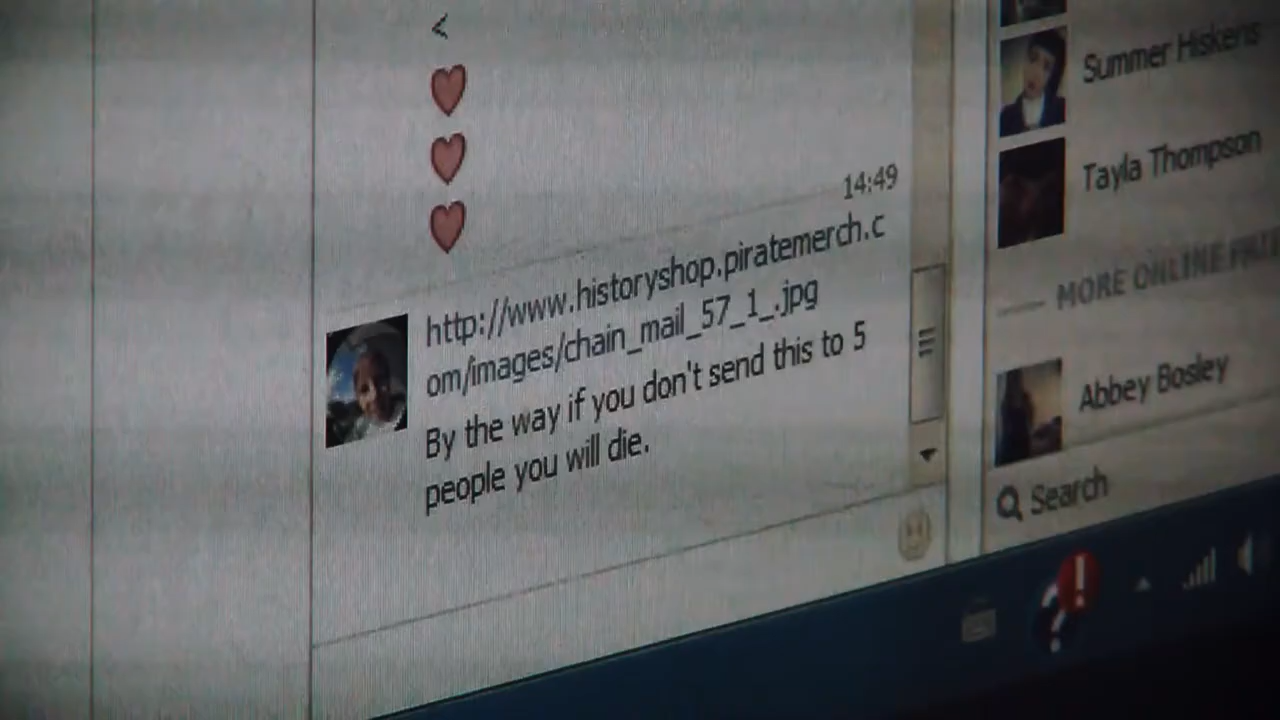 <
14:49
http://www.historyshop.piratemerch.c
om/images/chain_mail_57_1_.jpg
By the way if you don't send this to 5
people you will die.
Summer Hiskens
Tayla Thompson
MORE ONLINE
Abbey Bosley
Search